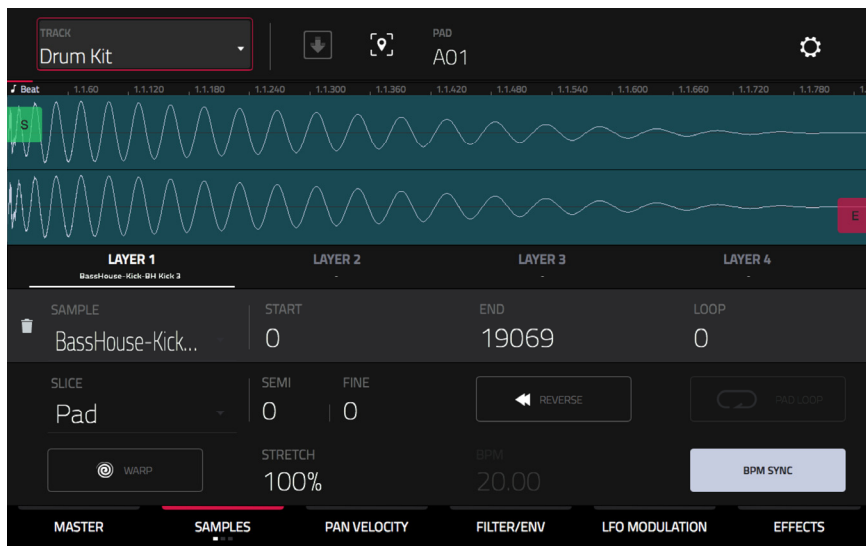 TRACK
Drum Kit
PAD
A01
Beat 1.1.60 1.1.120 1.1.180 1.1.240 1.1.300 1.1.360 1.1.420 1.1.480 1.1.540 1.1.600 1.1.660 1.1.720 1.1.780
S
E
LAYER 1 LAYER 2 LAYER 3 LAYER 4
BassHouse-Kick-BH Kick 3 - - -
SAMPLE START END LOOP
BassHouse-Kick... 0 19069 0
SLICE SEMI FINE
Pad 0 0
REVERSE
PAD LOOP
WARP
STRETCH
100%
BPM
20.00
BPM SYNC
MASTER SAMPLES PAN VELOCITY FILTER/ENV LFO MODULATION EFFECTS